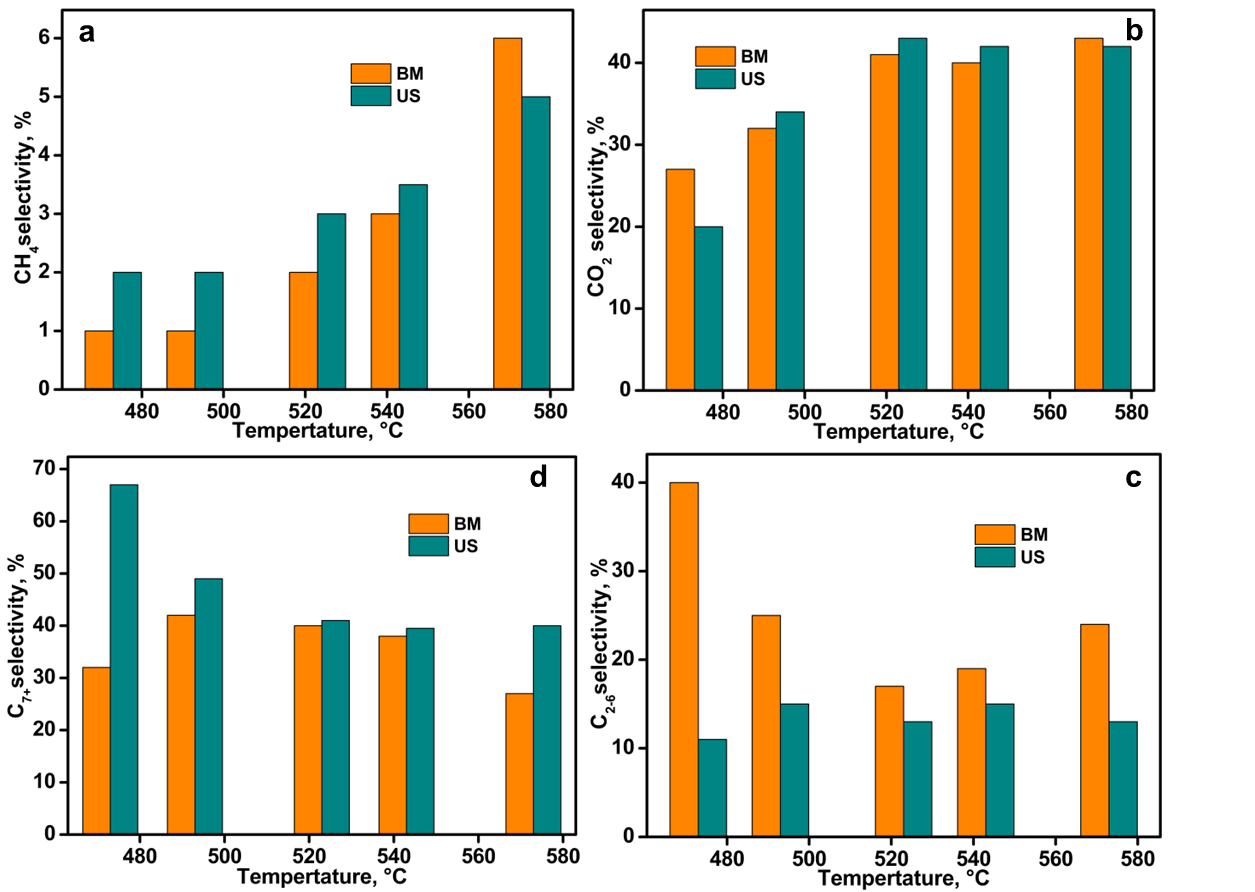 a
BM
US
CH4 selectivity, %
6
5
4
3
2
1
0
480 500 520 540 560 580
Tempertature, °C
b
BM
US
CO2 selectivity, %
40
30
20
10
0
480 500 520 540 560 580
Tempertature, °C
d
BM
US
C7+ selectivity, %
70
60
50
40
30
20
10
0
480 500 520 540 560 580
Tempertature, °C
c
BM
US
C2-6 selectivity, %
40
30
20
10
0
480 500 520 540 560 580
Tempertature, °C